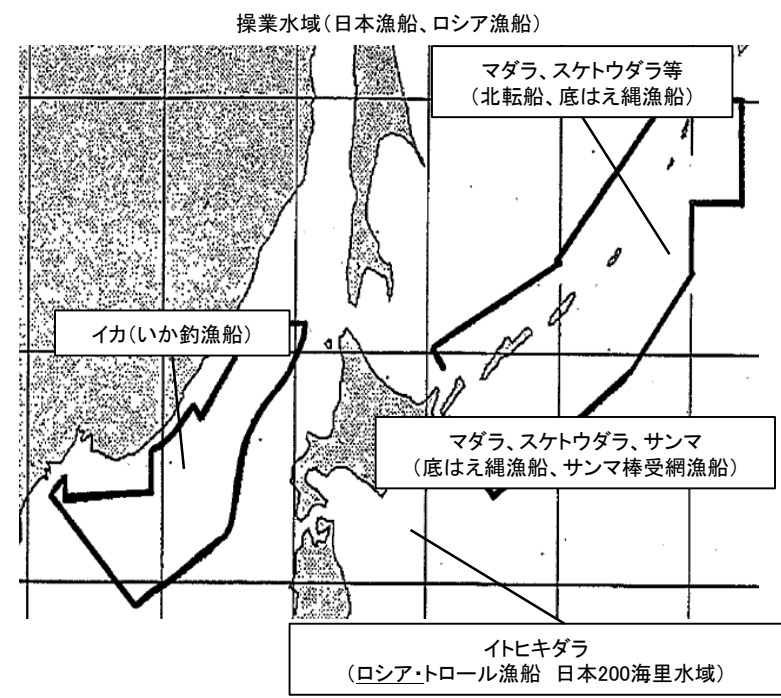 操業水域（日本漁船、ロシア漁船）
マダラ、スケトウダラ等
（北転船、底はえ縄漁船）
イカ（いか釣漁船）
マダラ、スケトウダラ、サンマ
（底はえ縄漁船、サンマ棒受網漁船）
イトヒキダラ
（ロシア・トロール漁船　日本200海里水域）